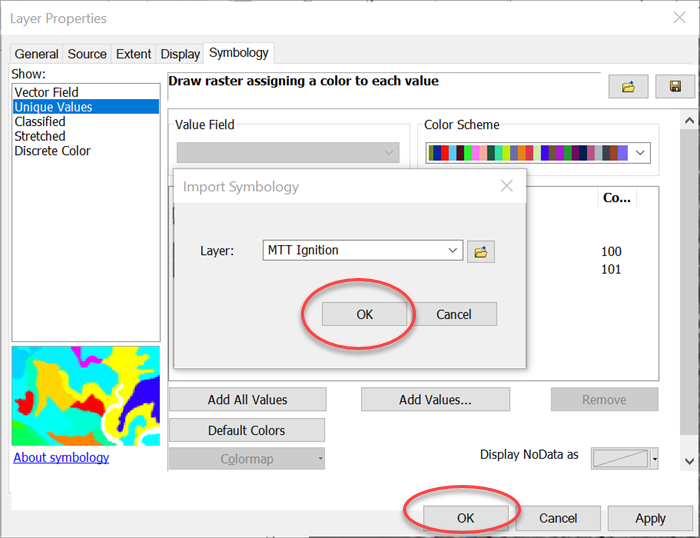 Layer Properties
General Source Extent Display Symbology
Show:
Vector Field
Unique Values
Classified
Stretched
Discrete Color
About symbology
Draw raster assigning a color to each value
Value Field
Color Scheme
Co...
100
101
Import Symbology
Layer: MTT Ignition
OK Cancel
Add All Values Add Values... Remove
Default Colors
Colormap
Display NoData as
OK Cancel Apply